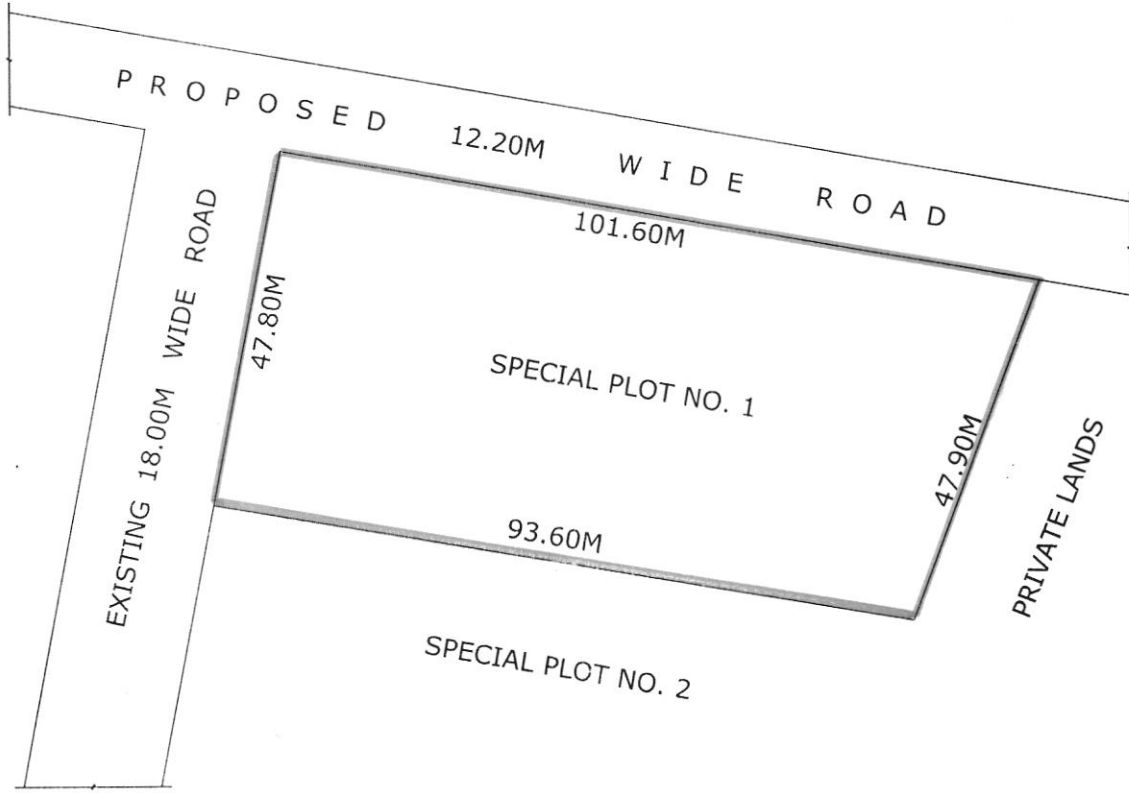 PROPOSED 12.20M WIDE ROAD
101.60M
EXISTING 18.00M WIDE ROAD
47.80M
SPECIAL PLOT NO. 1
47.90M
PRIVATE LANDS
93.60M
SPECIAL PLOT NO. 2